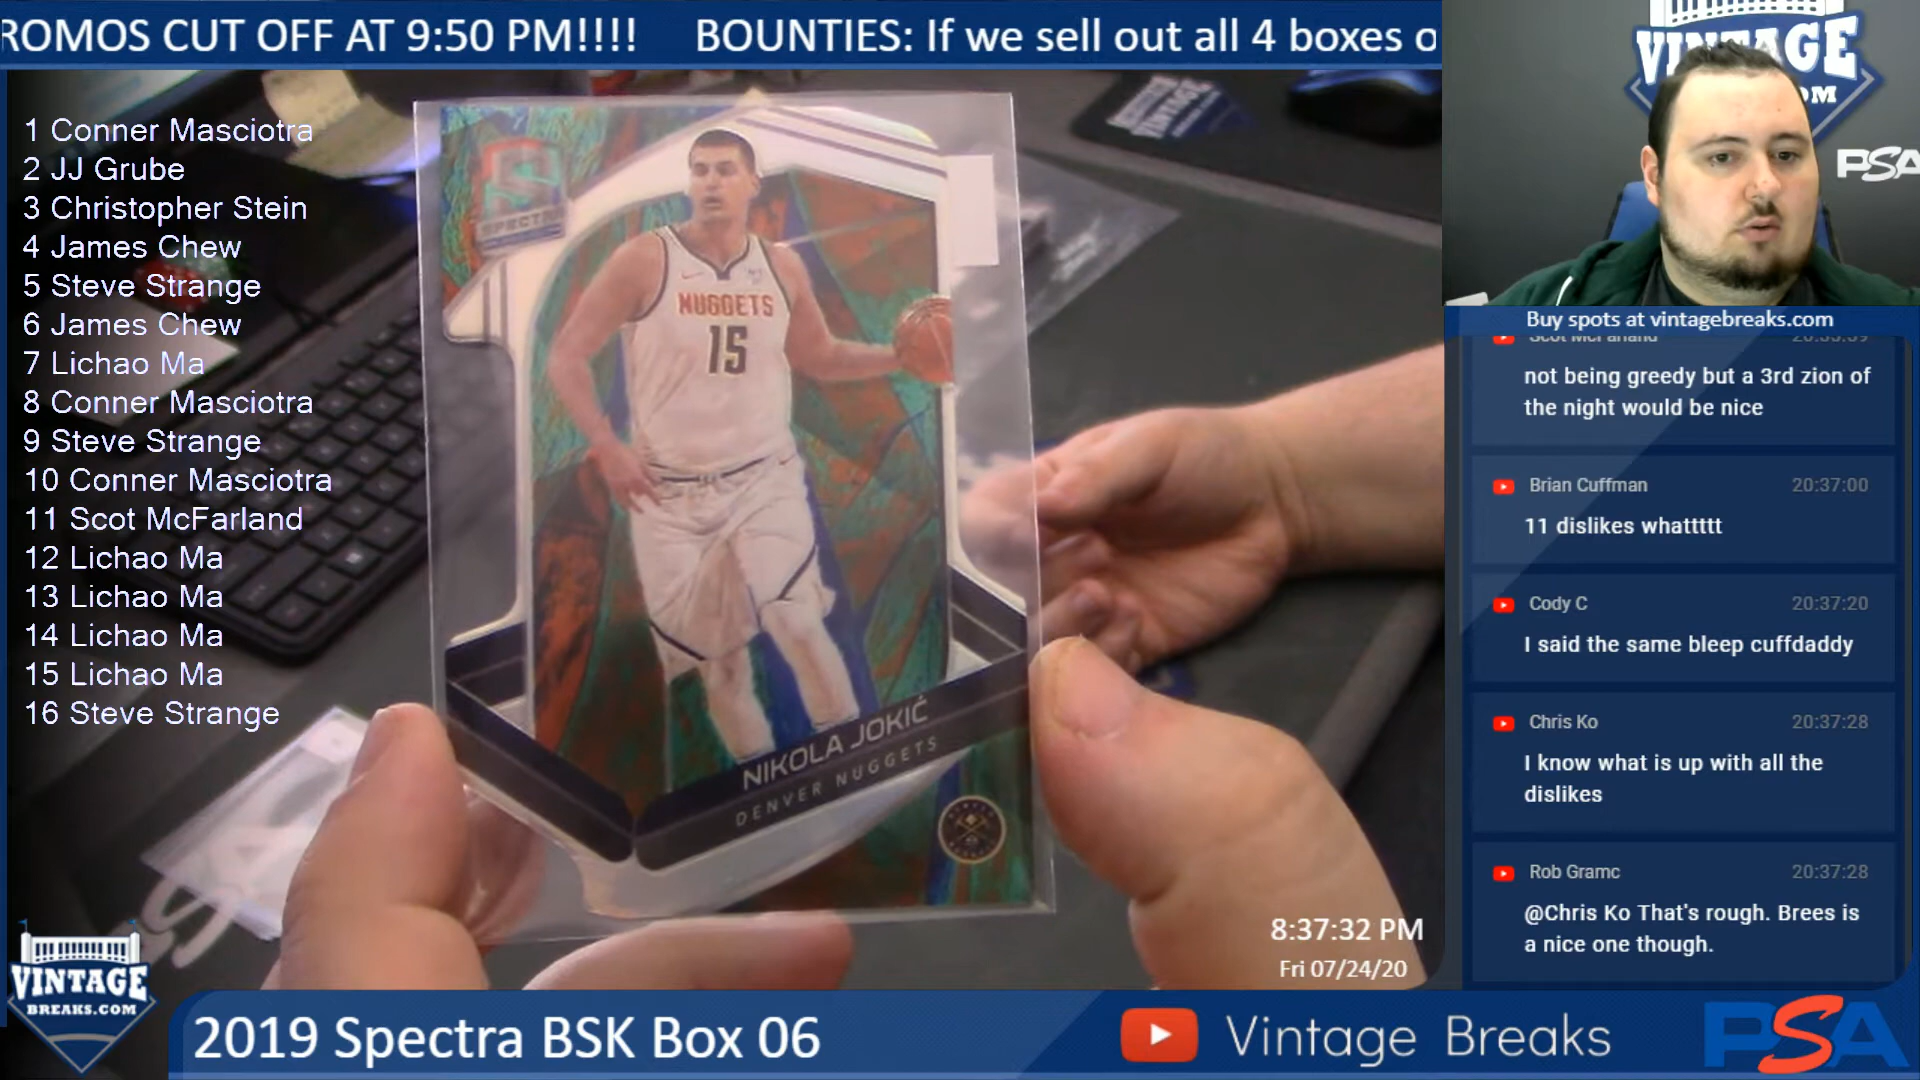 ROMOS CUT OFF AT 9:50 PM!!!! BOUNTIES: If we sell out all 4 boxes o
1 Conner Masciotra
2 JJ Grube
3 Christopher Stein
4 James Chew
5 Steve Strange
6 James Chew
7 Lichao Ma
8 Conner Masciotra
9 Steve Strange
10 Conner Masciotra
11 Scot McFarland
12 Lichao Ma
13 Lichao Ma
14 Lichao Ma
15 Lichao Ma
16 Steve Strange
SPECTRA
NUGGETS
15
NIKOLA JOKIĆ
DENVER NUGGETS
VINTAGE
PSA
Buy spots at vintagebreaks.com
Scot McFarland
not being greedy but a 3rd zion of
the night would be nice
Brian Cuffman 20:37:00
11 dislikes whattttt
Cody C 20:37:20
I said the same bleep cuffdaddy
Chris Ko 20:37:28
I know what is up with all the
dislikes
Rob Gramc 20:37:28
@Chris Ko That's rough. Brees is
a nice one though.
8:37:32 PM
Fri 07/24/20
VINTAGE
BREAKS.COM
2019 Spectra BSK Box 06
Vintage Breaks
PSA